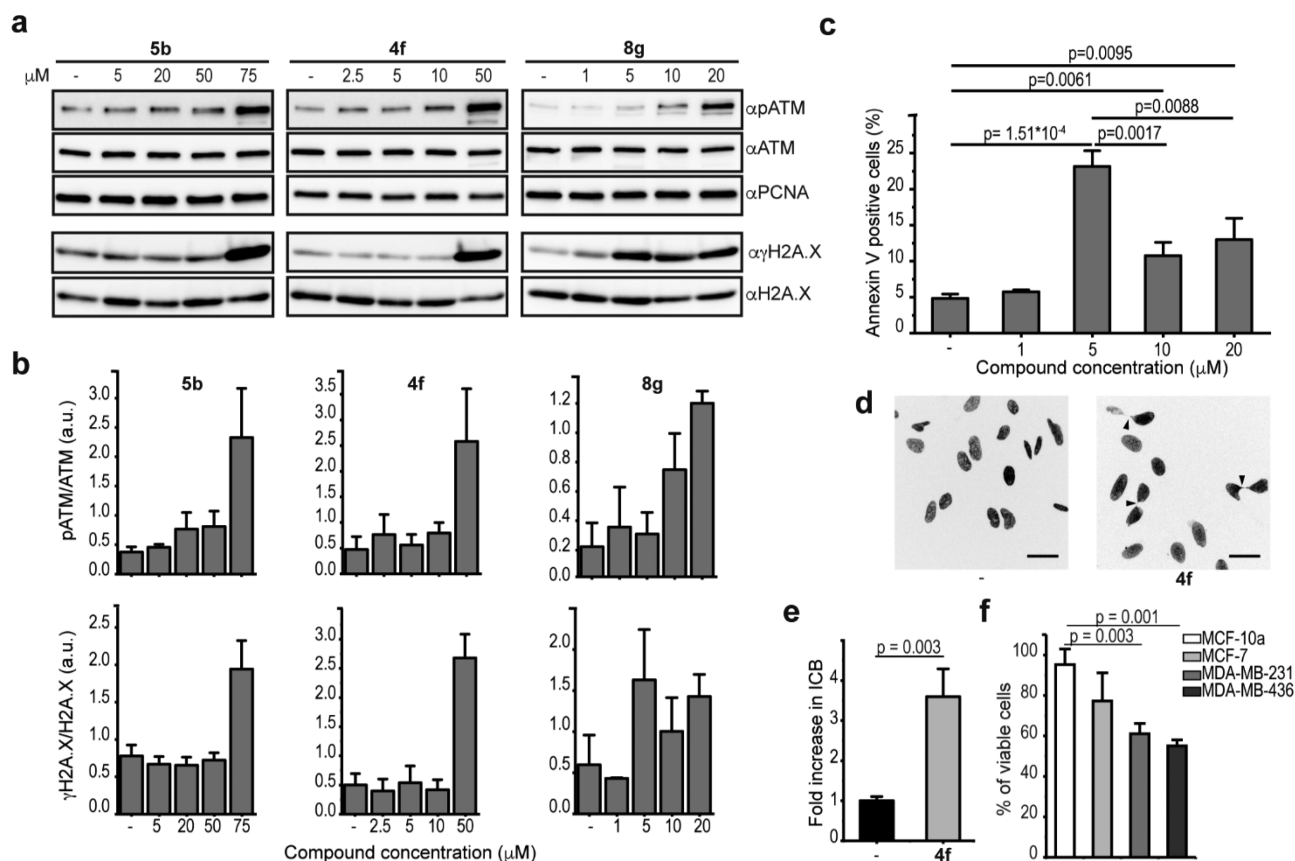 a
5b 4f 8g
μM - 5 20 50 75 - 2.5 5 10 50 - 1 5 10 20
αpATM
αATM
αPCNA
αγH2A.X
αH2A.X
b
5b
pATM/ATM (a.u.)
3.0
2.5
2.0
1.5
1.0
0.5
0.0
4f
3.5
3.0
2.5
2.0
1.5
1.0
0.5
0.0
8g
1.2
1.0
0.8
0.6
0.4
0.2
0.0
γH2A.X/H2A.X (a.u.)
2.5
2.0
1.5
1.0
0.5
0.0
- 5 20 50 75
3.5
3.0
2.5
2.0
1.5
1.0
0.5
0.0
- 2.5 5 10 50
2.0
1.5
1.0
0.5
0.0
- 1 5 10 20
Compound concentration (μM)
c
p=0.0095
p=0.0061
p=0.0088
p= 1.51*10-4 p=0.0017
Annexin V positive cells (%)
25
20
15
10
5
0
- 1 5 10 20
Compound concentration (μM)
d
- 4f
e
p = 0.003
Fold increase in ICB
4
3
2
1
0
- 4f
f
p = 0.001
p = 0.003
% of viable cells
100
80
60
40
20
0
MCF-10a
MCF-7
MDA-MB-231
MDA-MB-436